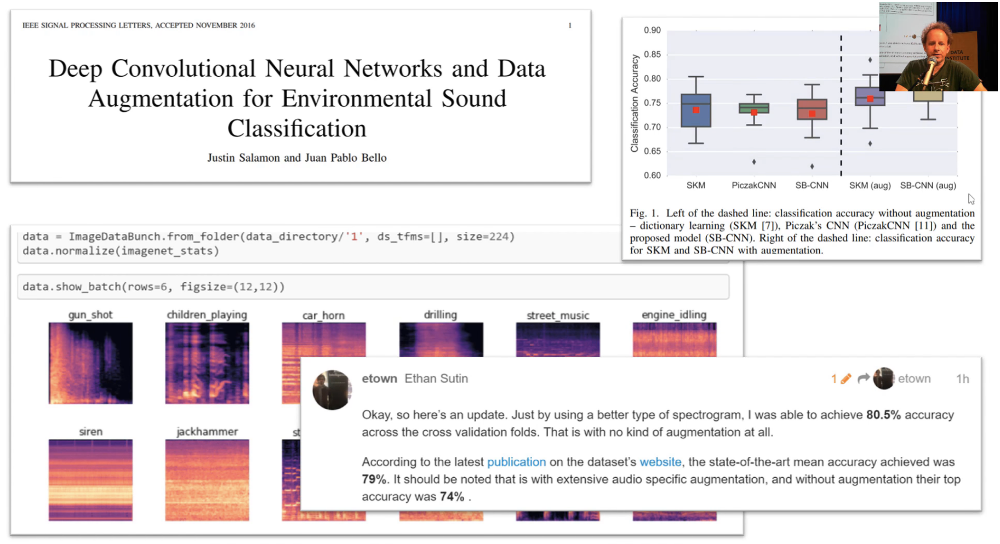 IEEE SIGNAL PROCESSING LETTERS, ACCEPTED NOVEMBER 2016 1
Deep Convolutional Neural Networks and Data
Augmentation for Environmental Sound
Classification
Justin Salamon and Juan Pablo Bello
Classification Accuracy
0.90
0.85
0.80
0.75
0.70
0.65
0.60
SKM PiczakCNN SB-CNN SKM (aug) SB-CNN (aug)
Fig. 1. Left of the dashed line: classification accuracy without augmentation
– dictionary learning (SKM [7]), Piczak's CNN (PiczakCNN [11]) and the
proposed model (SB-CNN). Right of the dashed line: classification accuracy
for SKM and SB-CNN with augmentation.
DATA
data = ImageDataBunch.from_folder(data_directory/'1', ds_tfms=[], size=224)
data.normalize(imagenet_stats)
data.show_batch(rows=6, figsize=(12,12))
gun_shot children_playing car_horn drilling street_music engine_idling
siren jackhammer st
etown Ethan Sutin 1 etown 1h
Okay, so here's an update. Just by using a better type of spectrogram, I was able to achieve 80.5% accuracy
across the cross validation folds. That is with no kind of augmentation at all.
According to the latest publication on the dataset's website, the state-of-the-art mean accuracy achieved was
79%. It should be noted that is with extensive audio specific augmentation, and without augmentation their top
accuracy was 74% .